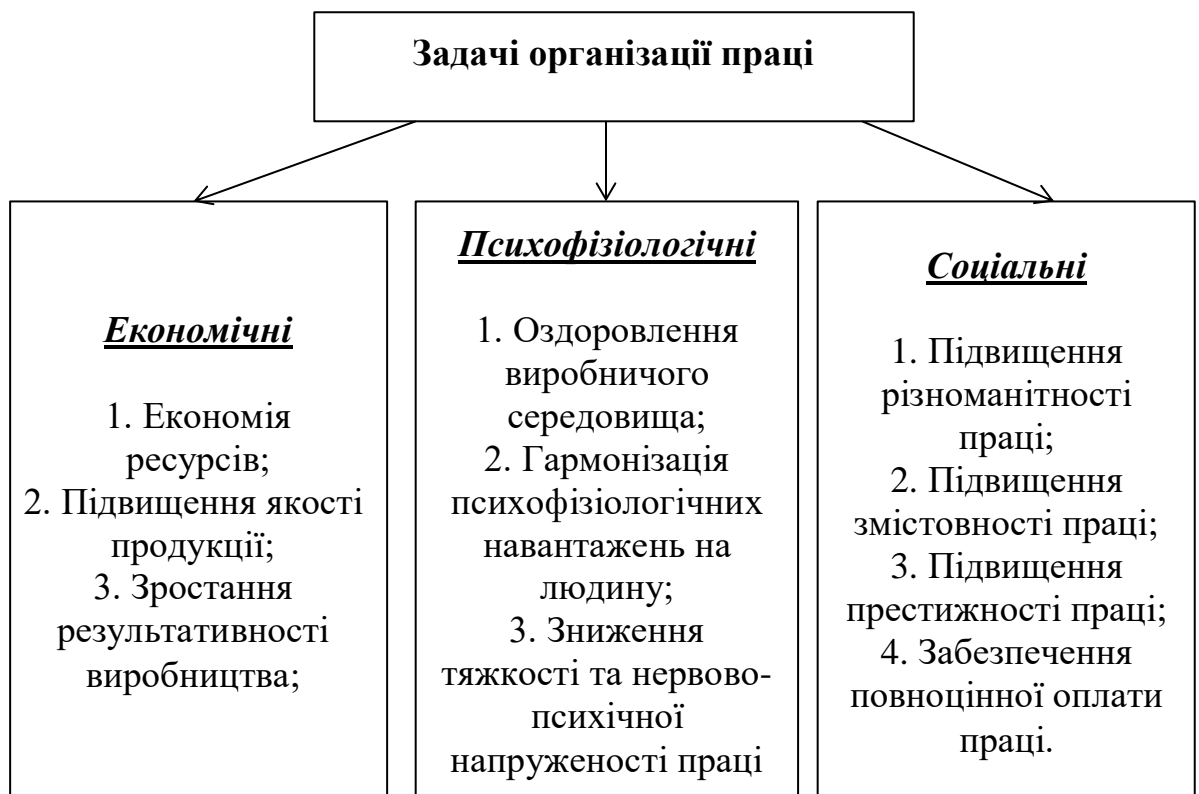 Задачі організації праці
Економічні
1. Економія
ресурсів;
2. Підвищення якості
продукції;
3. Зростання
результативності
виробництва;
Психофізіологічні
1. Оздоровлення
виробничого
середовища;
2. Гармонізація
психофізіологічних
навантажень на
людину;
3. Зниження
тяжкості та нервово-
психічної
напруженості праці
Соціальні
1. Підвищення
різноманітності
праці;
2. Підвищення
змістовності праці;
3. Підвищення
престижності праці;
4. Забезпечення
повноцінної оплати
праці.